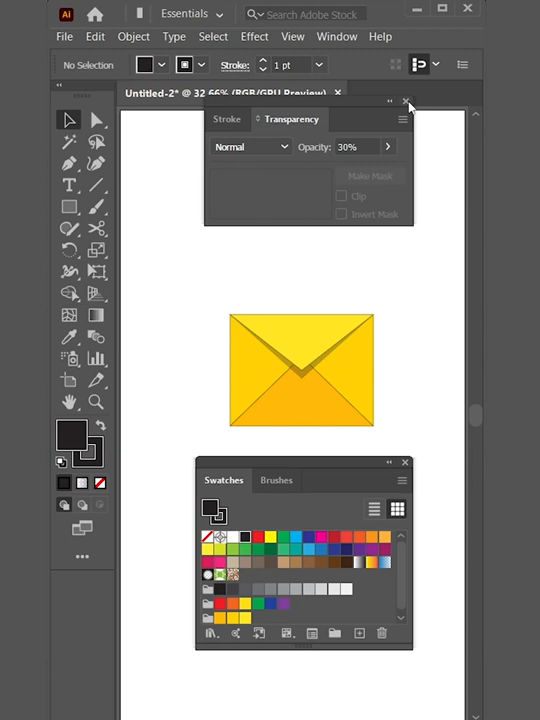 Ai Essentials Search Adobe Stock
File Edit Object Type Select Effect View Window Help
No Selection Stroke: 1 pt
Untitled-2* @ 32.66% (RGB/GPU Preview)
Stroke Transparency
Normal Opacity: 30%
Make Mask
Clip
Invert Mask
Swatches Brushes